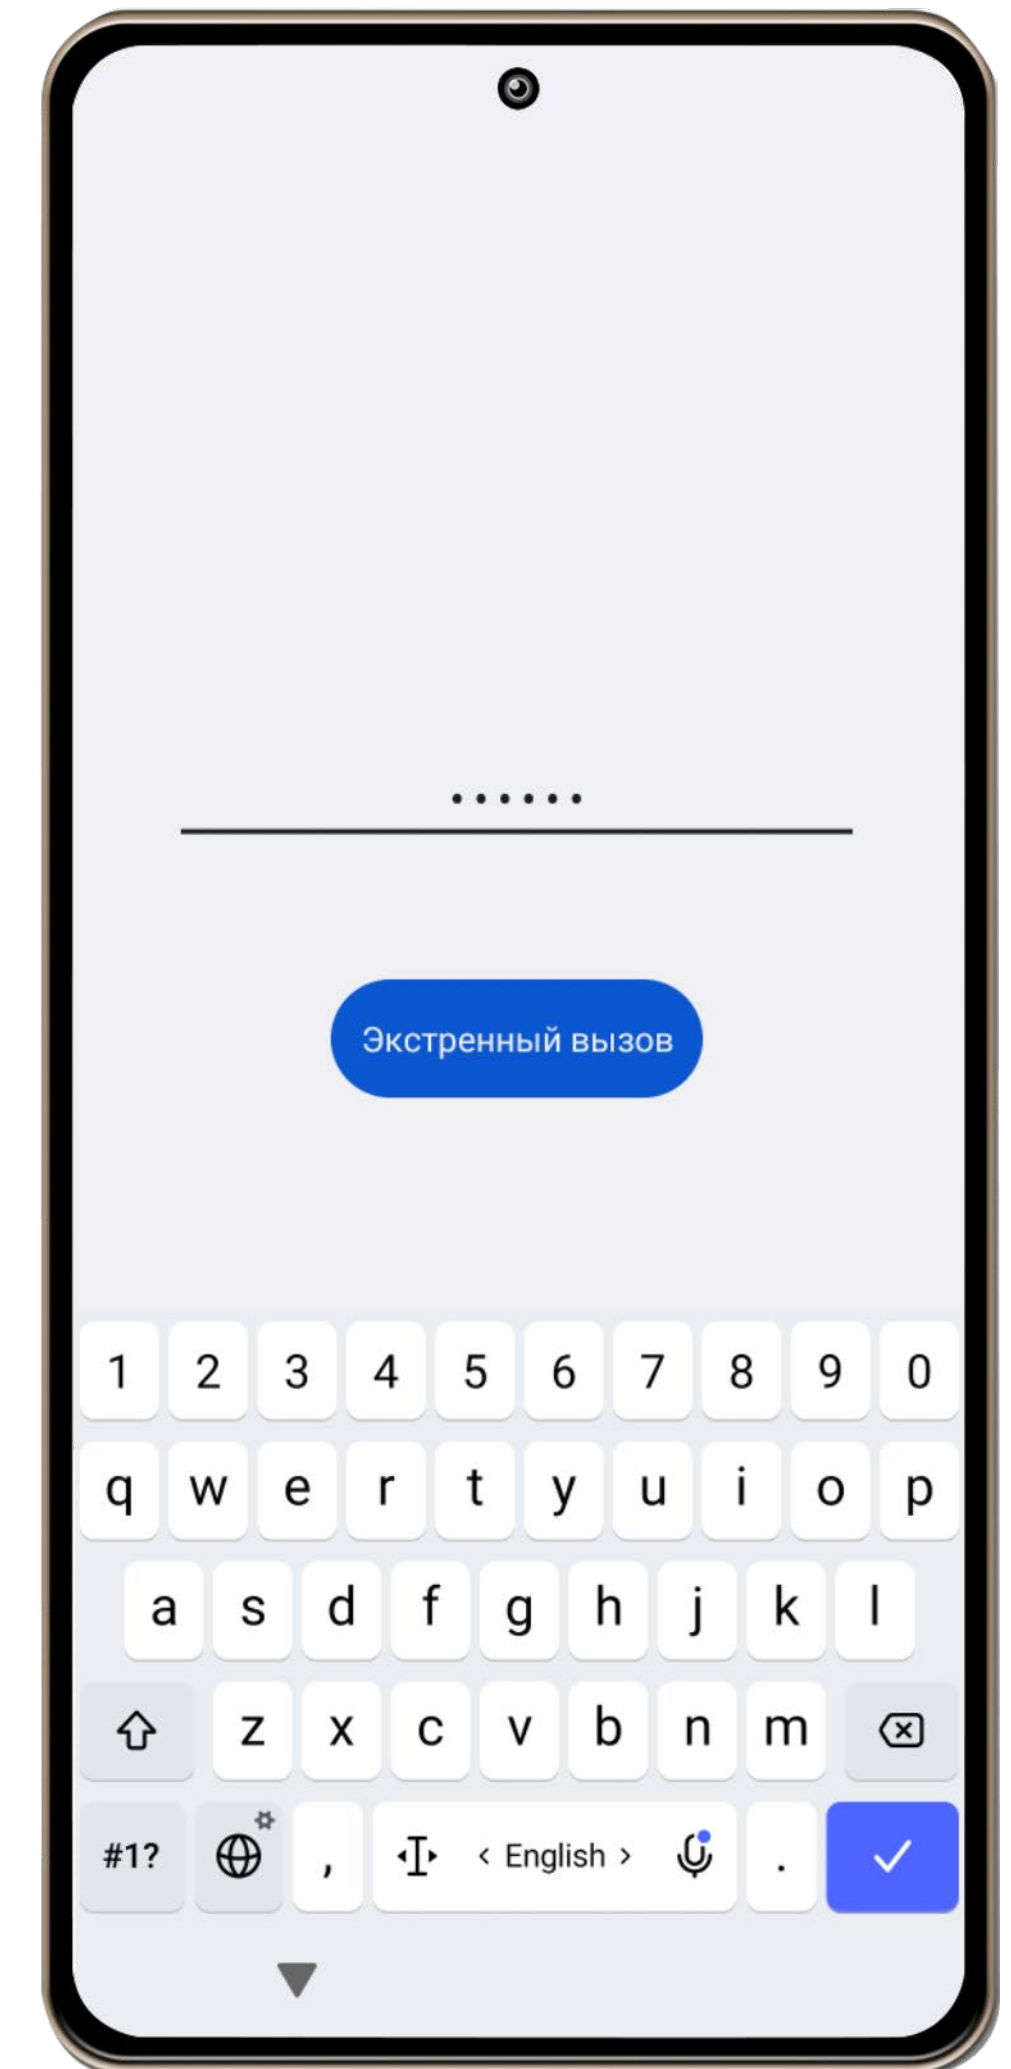 ••••••
Экстренный вызов
1 2 3 4 5 6 7 8 9 0
q w e r t y u i o p
a s d f g h j k l
z x c v b n m
#1? , < English > .